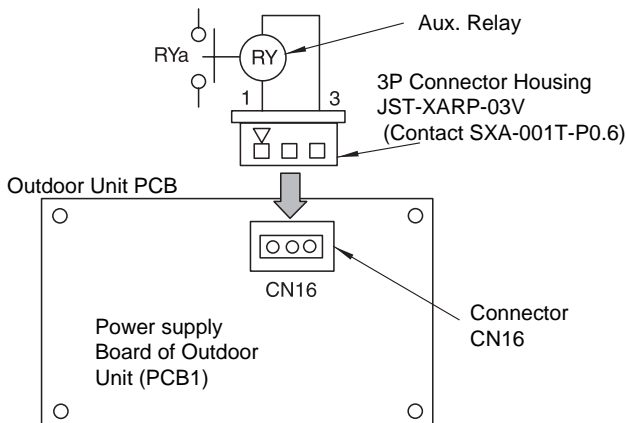 Aux. Relay
RYa
RY
1
3
3P Connector Housing
JST-XARP-03V
(Contact SXA-001T-P0.6)
Outdoor Unit PCB
CN16
Power supply
Board of Outdoor
Unit (PCB1)
Connector
CN16